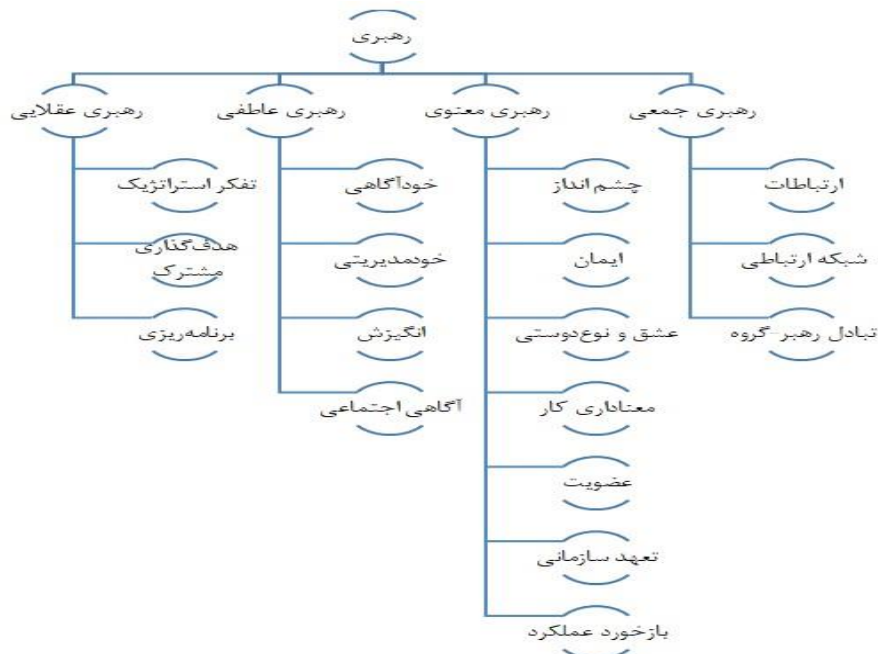 رهبری
رهبری جمعی
رهبری معنوی
رهبری عاطفی
رهبری عقلایی
ارتباطات
شبکه ارتباطی
تبادل رهبر-گروه
چشم انداز
ایمان
عشق و نوع‌دوستی
معناداری کار
عضویت
تعهد سازمانی
بازخورد عملکرد
خودآگاهی
خودمدیریتی
انگیزش
آگاهی اجتماعی
تفکر استراتژیک
هدف‌گذاری
مشترک
برنامه‌ریزی